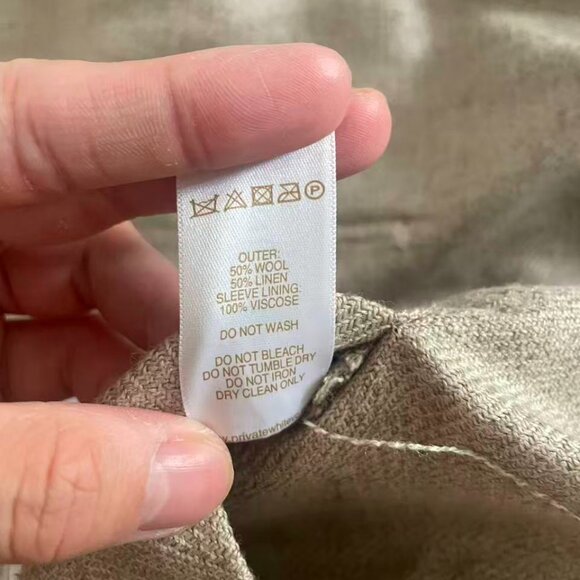 P
OUTER:
50% WOOL
50% LINEN
SLEEVE LINING:
100% VISCOSE
DO NOT WASH
DO NOT BLEACH
DO NOT TUMBLE DRY
DO NOT IRON
DRY CLEAN ONLY